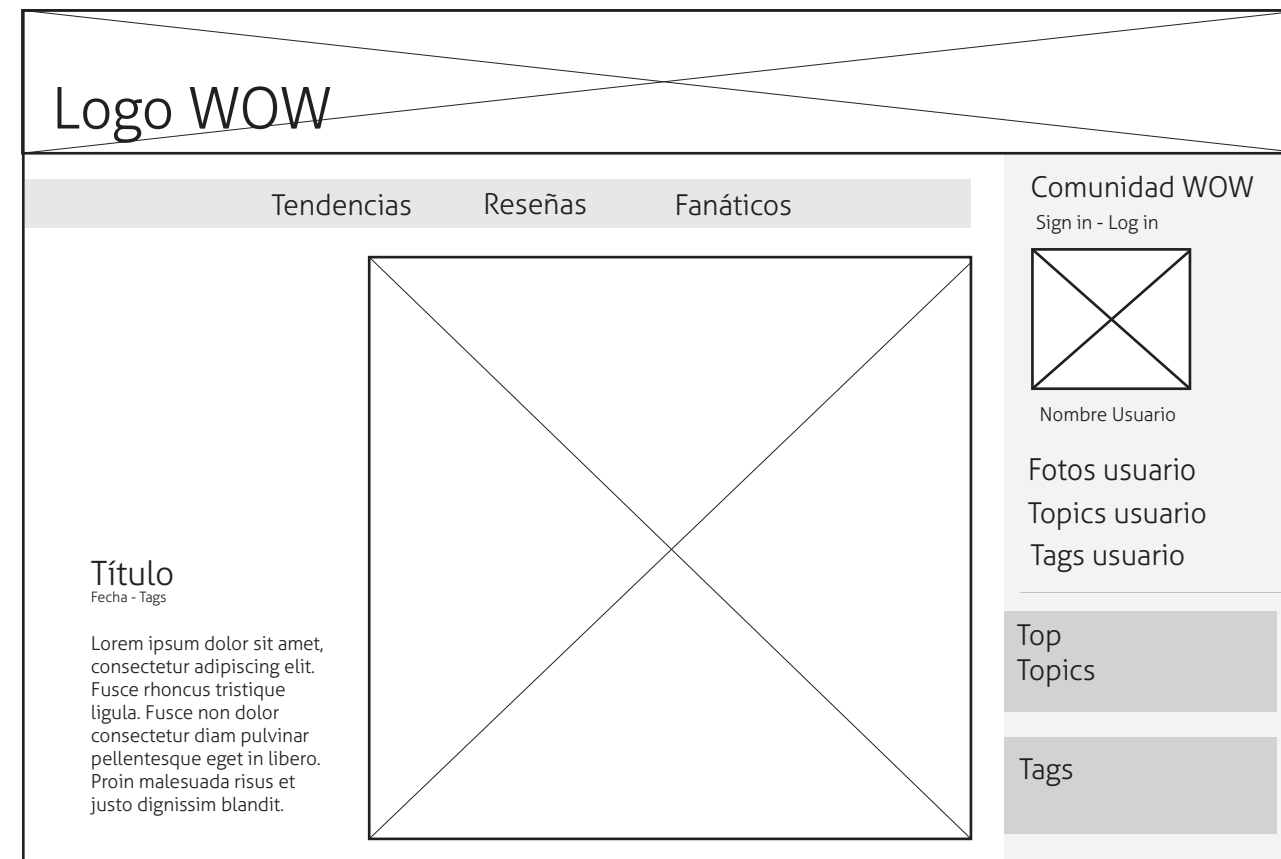 Logo WOW
Tendencias
Reseñas
Fanáticos
Título
Fecha - Tags
Lorem ipsum dolor sit amet,
consectetur adipiscing elit.
Fusce rhoncus tristique
ligula. Fusce non dolor
consectetur diam pulvinar
pellentesque eget in libero.
Proin malesuada risus et
justo dignissim blandit.
Comunidad WOW
Sign in - Log in
Nombre Usuario
Fotos usuario
Topics usuario
Tags usuario
Top
Topics
Tags